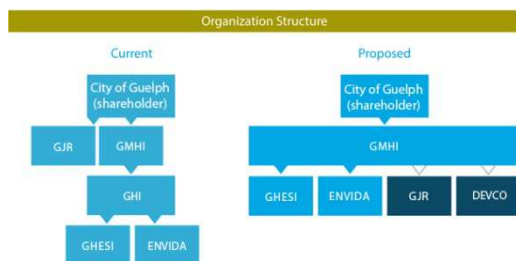 Organization Structure
Current
City of Guelph
(shareholder)
GJR
GMHI
GHI
GHESI
ENVIDA
Proposed
City of Guelph
(shareholder)
GMHI
GHESI
ENVIDA
GJR
DEVCO